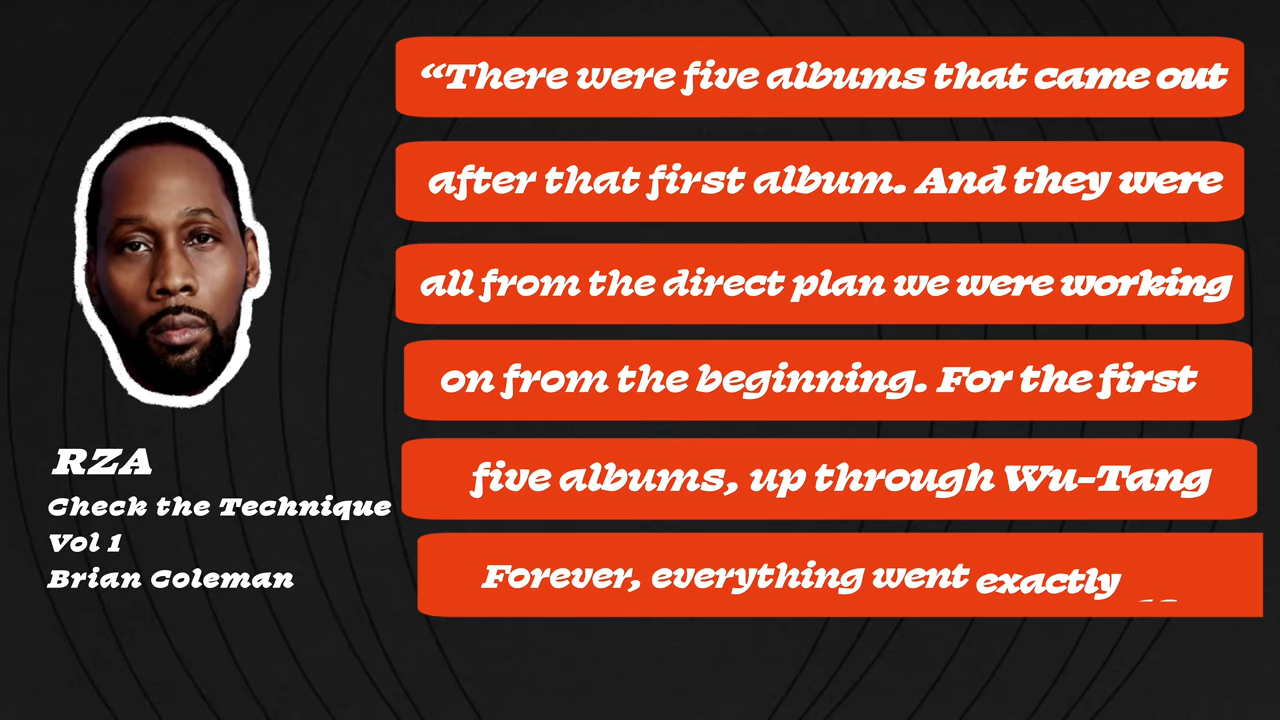 “There were five albums that came out
after that first album. And they were
all from the direct plan we were working
on from the beginning. For the first
five albums, up through Wu-Tang
Forever, everything went exactly
RZA
Check the Technique
Vol 1
Brian Coleman